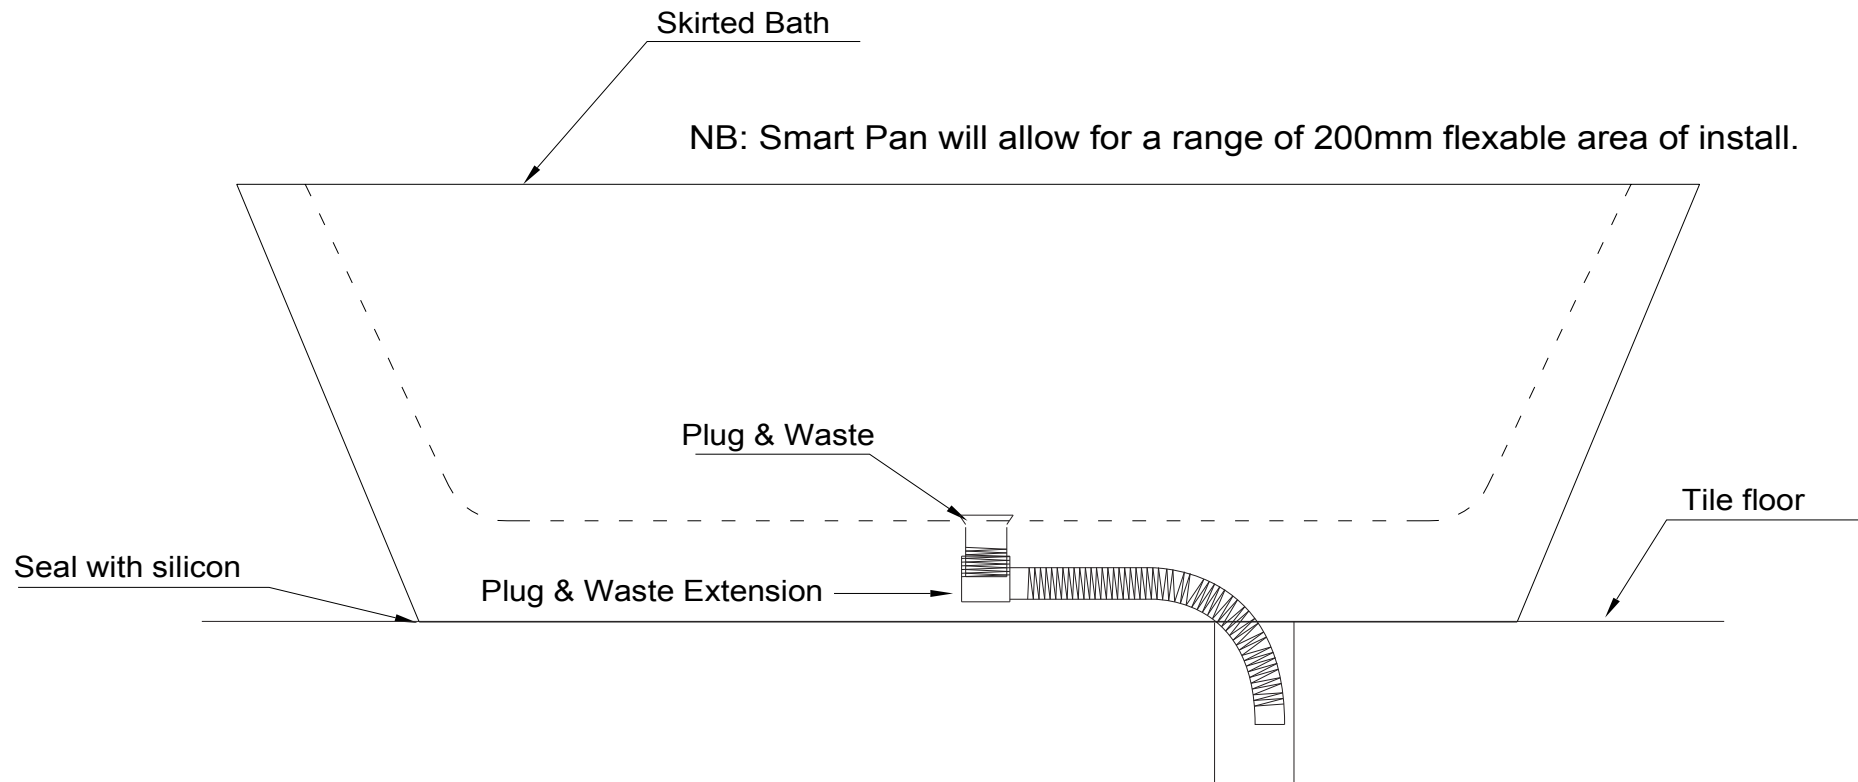 Skirted Bath
NB: Smart Pan will allow for a range of 200mm flexable area of install.
Plug & Waste
Tile floor
Seal with silicon
Plug & Waste Extension